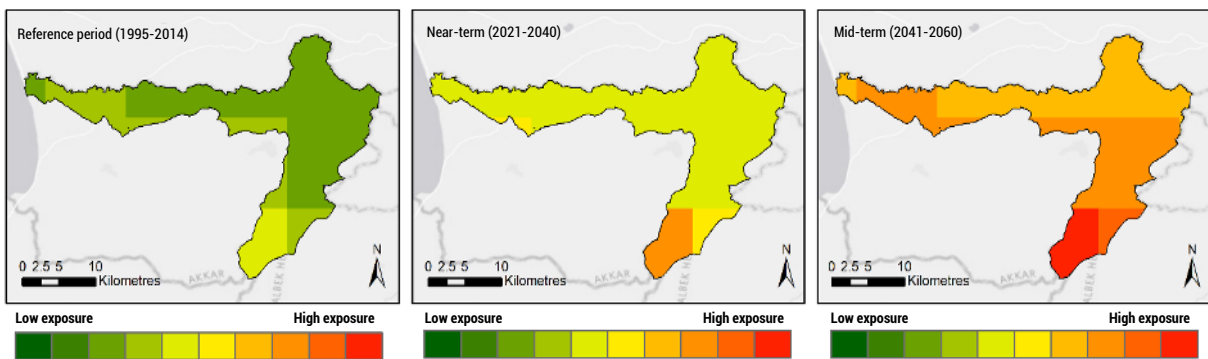 Reference period (1995-2014)
N
0 2.5 5 10
Kilometres
Low exposure High exposure
Near-term (2021-2040)
N
0 2.5 5 10
Kilometres
AKKAR
Low exposure High exposure
Mid-term (2041-2060)
N
0 2.5 5 10
Kilometres
AKKAR
Low exposure High exposure